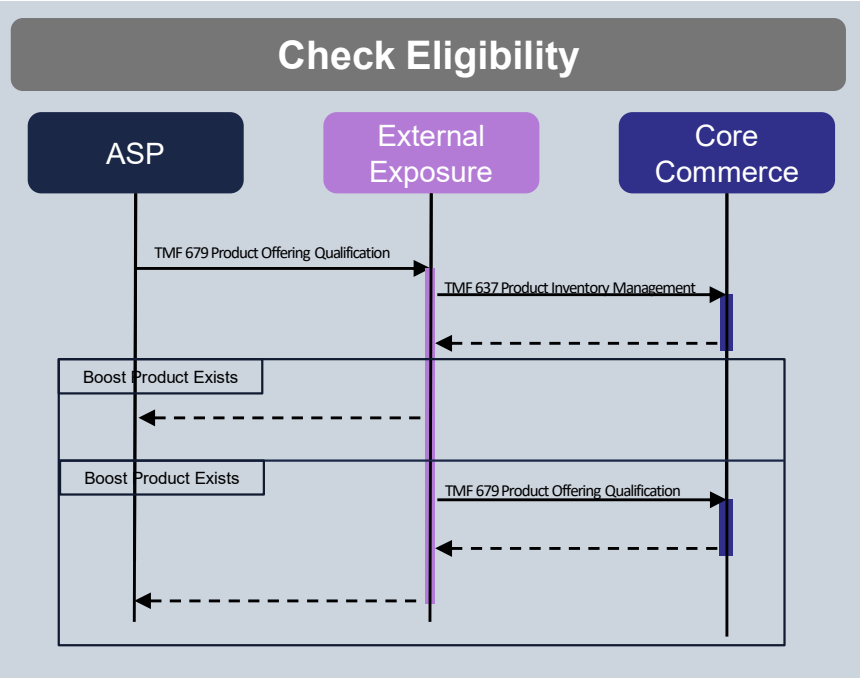 Check Eligibility
ASP
External
Exposure
Core
Commerce
TMF 679 Product Offering Qualification
TMF 637 Product Inventory Management
Boost Product Exists
Boost Product Exists
TMF 679 Product Offering Qualification